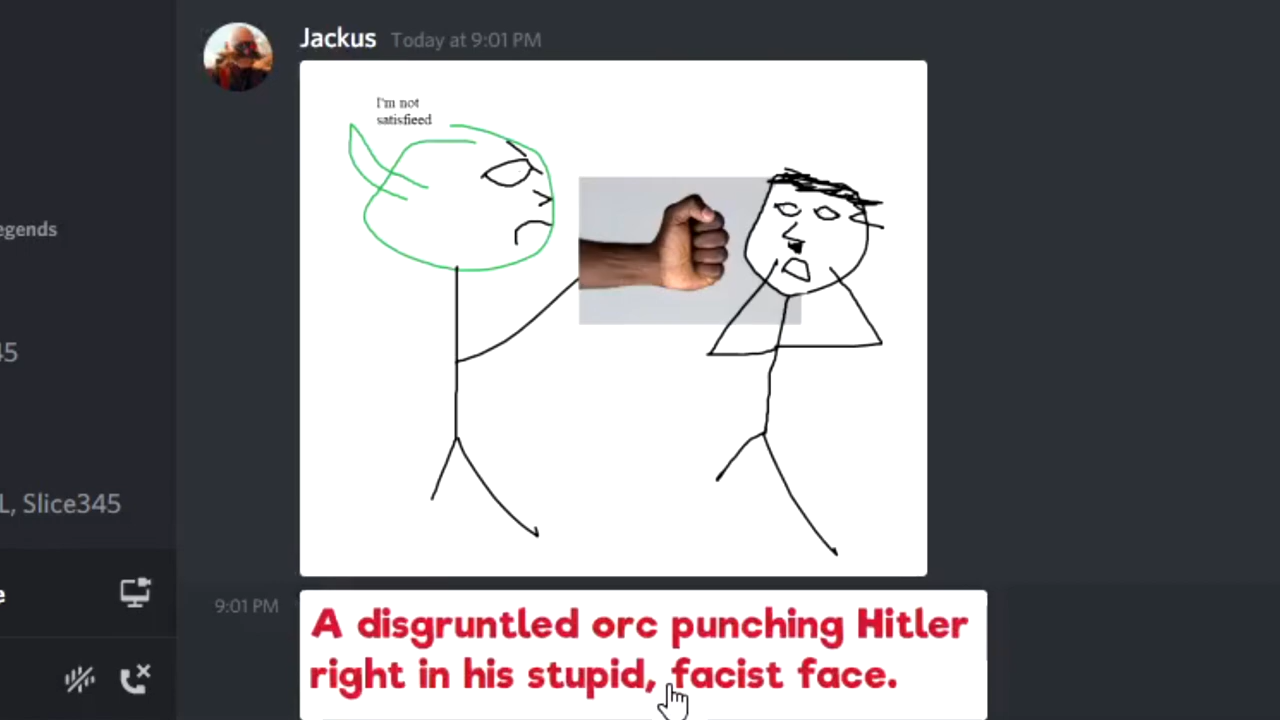 Jackus Today at 9:01 PM
I'm not
satisfieed
egends
45
L, Slice345
e
9:01 PM
A disgruntled orc punching Hitler
right in his stupid, facist face.